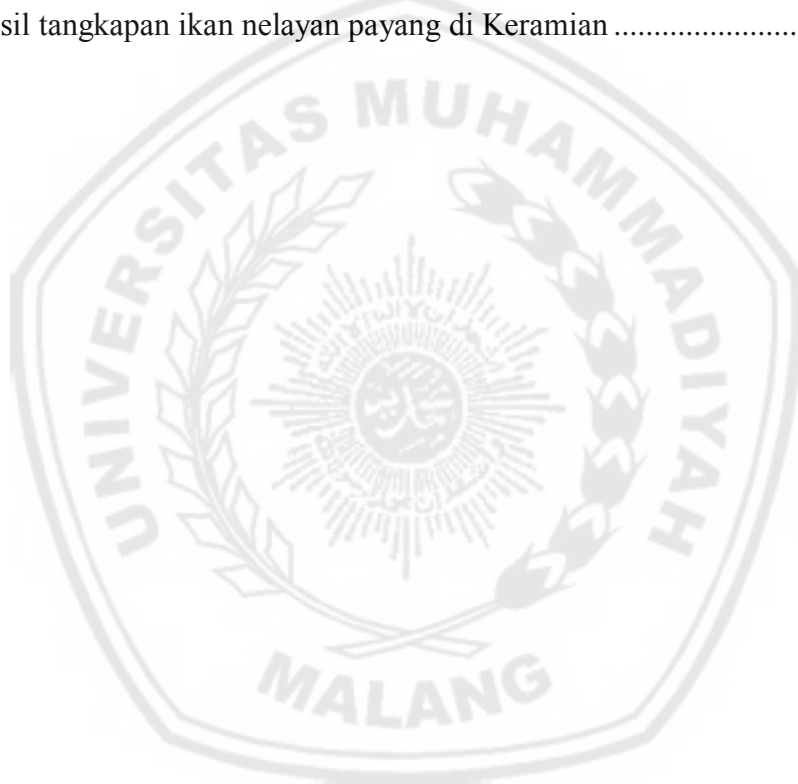 sil tangkapan ikan nelayan payang di Keramian .......................
UNIVERSITAS MUHAMMADIYAH
MALANG